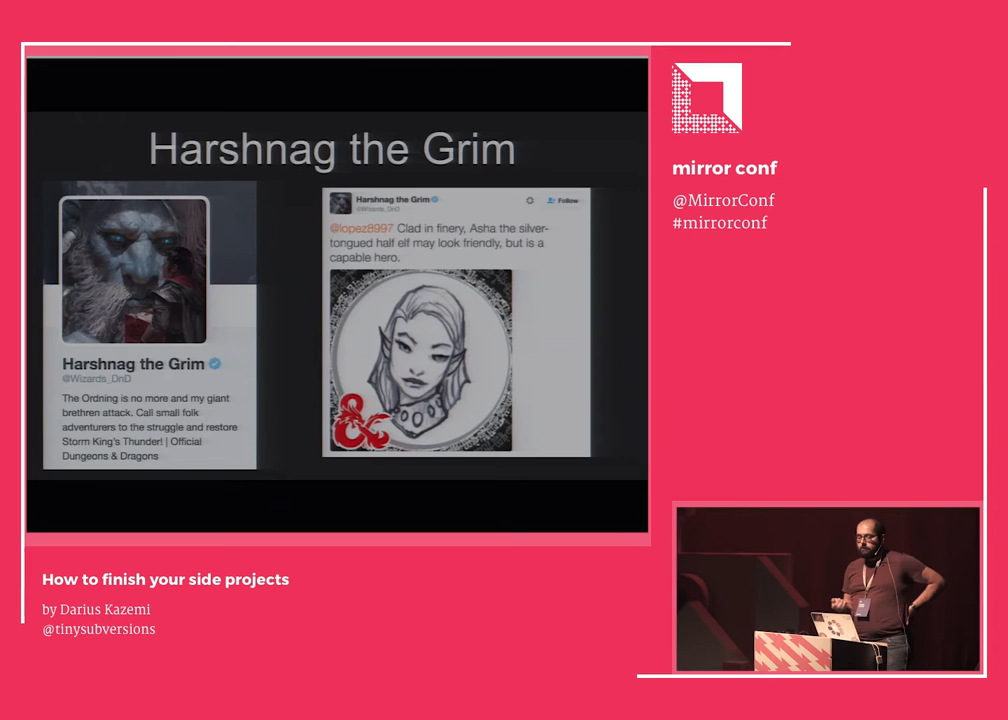 Harshnag the Grim
Harshnag the Grim
@Wizards_DnD
The Ordning is no more and my giant
brethren attack. Call small folk
adventurers to the struggle and restore
Storm King's Thunder! | Official
Dungeons & Dragons
Harshnag the Grim
@Wizards_DnD
Follow
@lopez8997 Clad in finery, Asha the silver-
tongued half elf may look friendly, but is a
capable hero.
mirror conf
@MirrorConf
#mirrorconf
How to finish your side projects
by Darius Kazemi
@tinysubversions